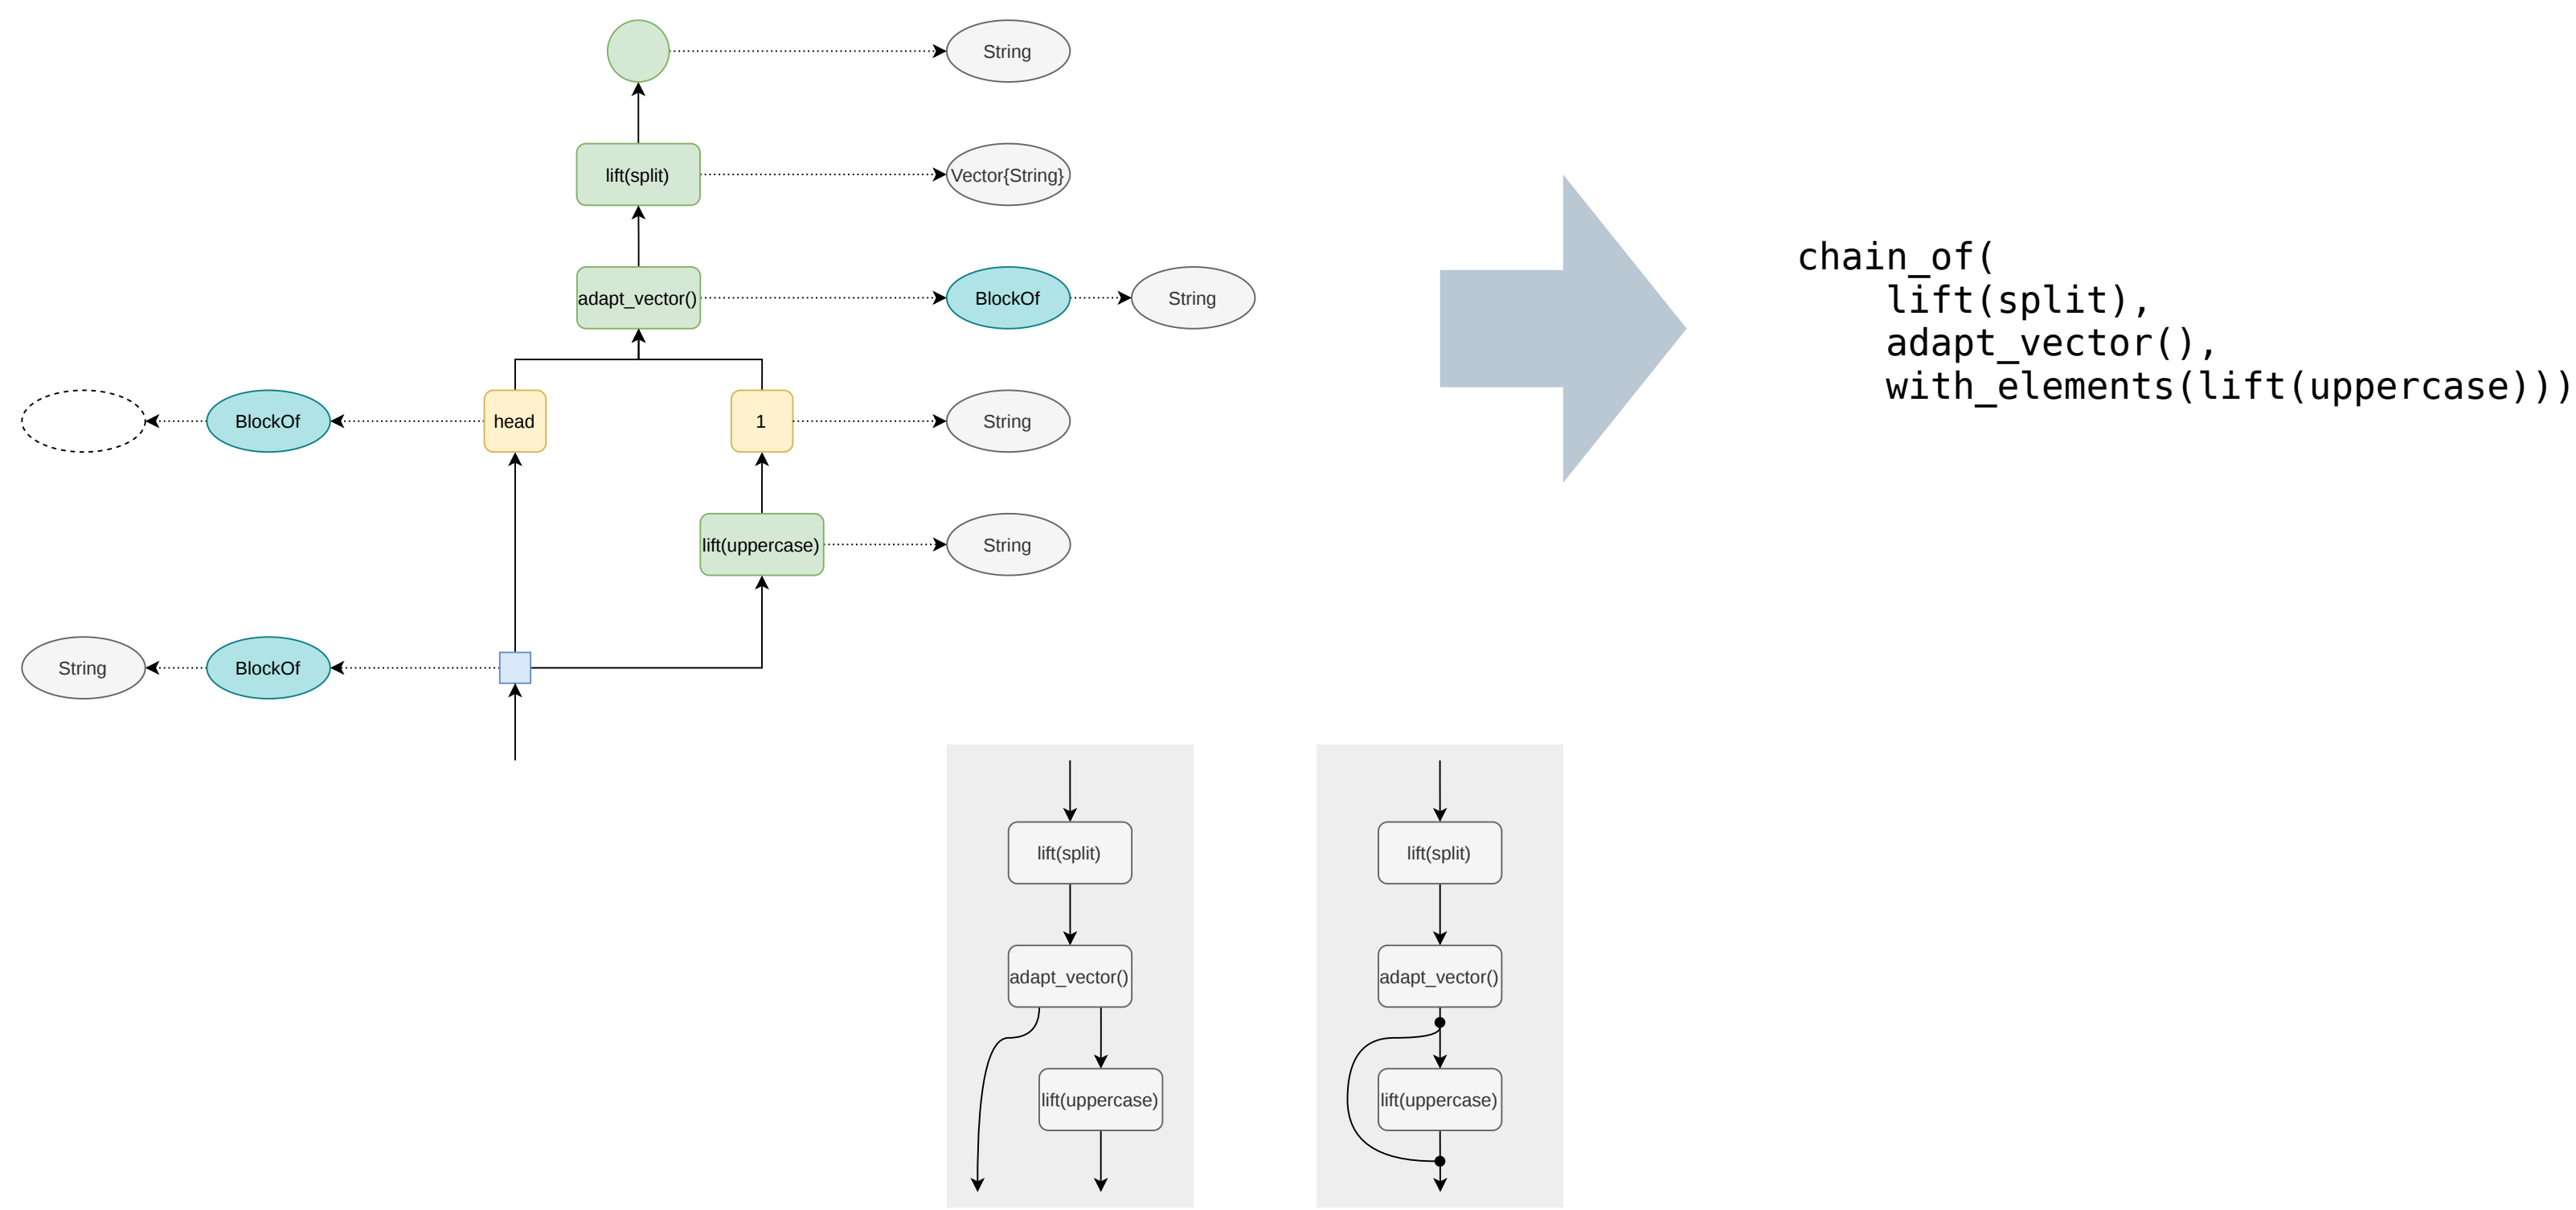 String
lift(split)
Vector{String}
adapt_vector()
BlockOf
String
BlockOf
head
1
String
lift(uppercase)
String
String
BlockOf
chain_of(
    lift(split),
    adapt_vector(),
    with_elements(lift(uppercase)))
lift(split)
adapt_vector()
lift(uppercase)
lift(split)
adapt_vector()
lift(uppercase)